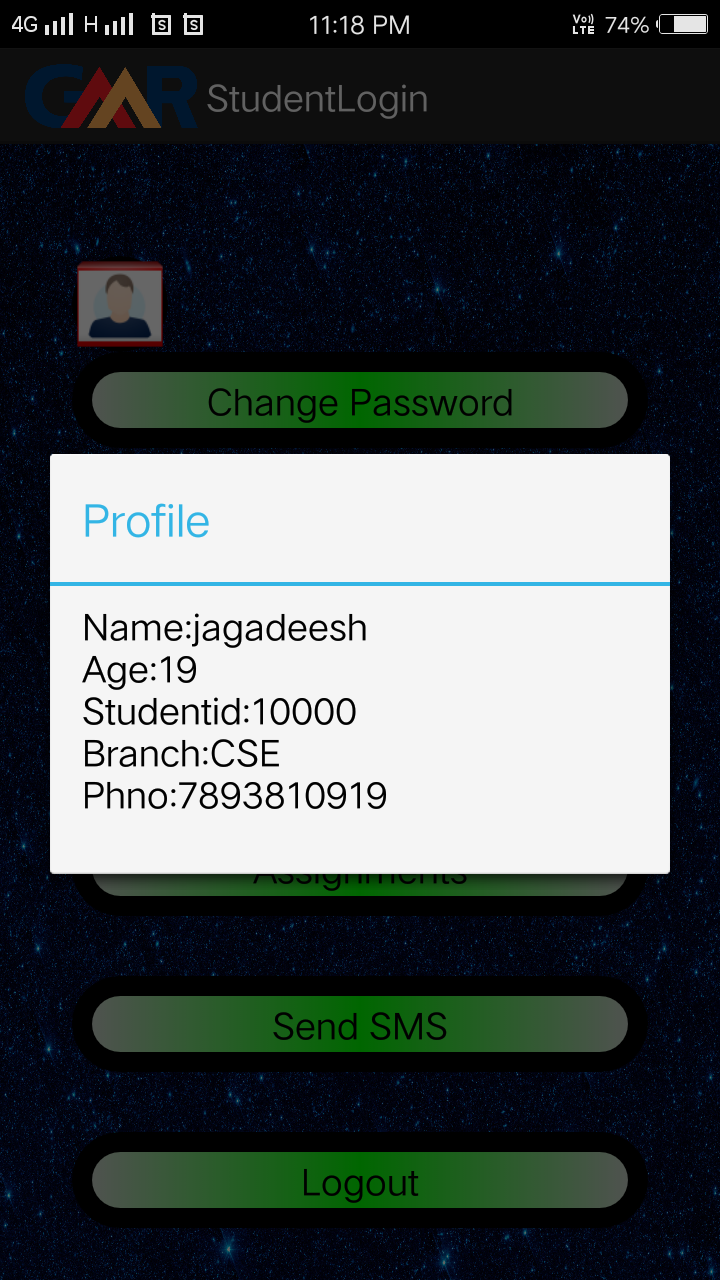 4G H S S 11:18 PM Vo)) LTE 74%
GMR StudentLogin
Change Password
Profile
Name:jagadeesh
Age:19
Studentid:10000
Branch:CSE
Phno:7893810919
Assignments
Send SMS
Logout